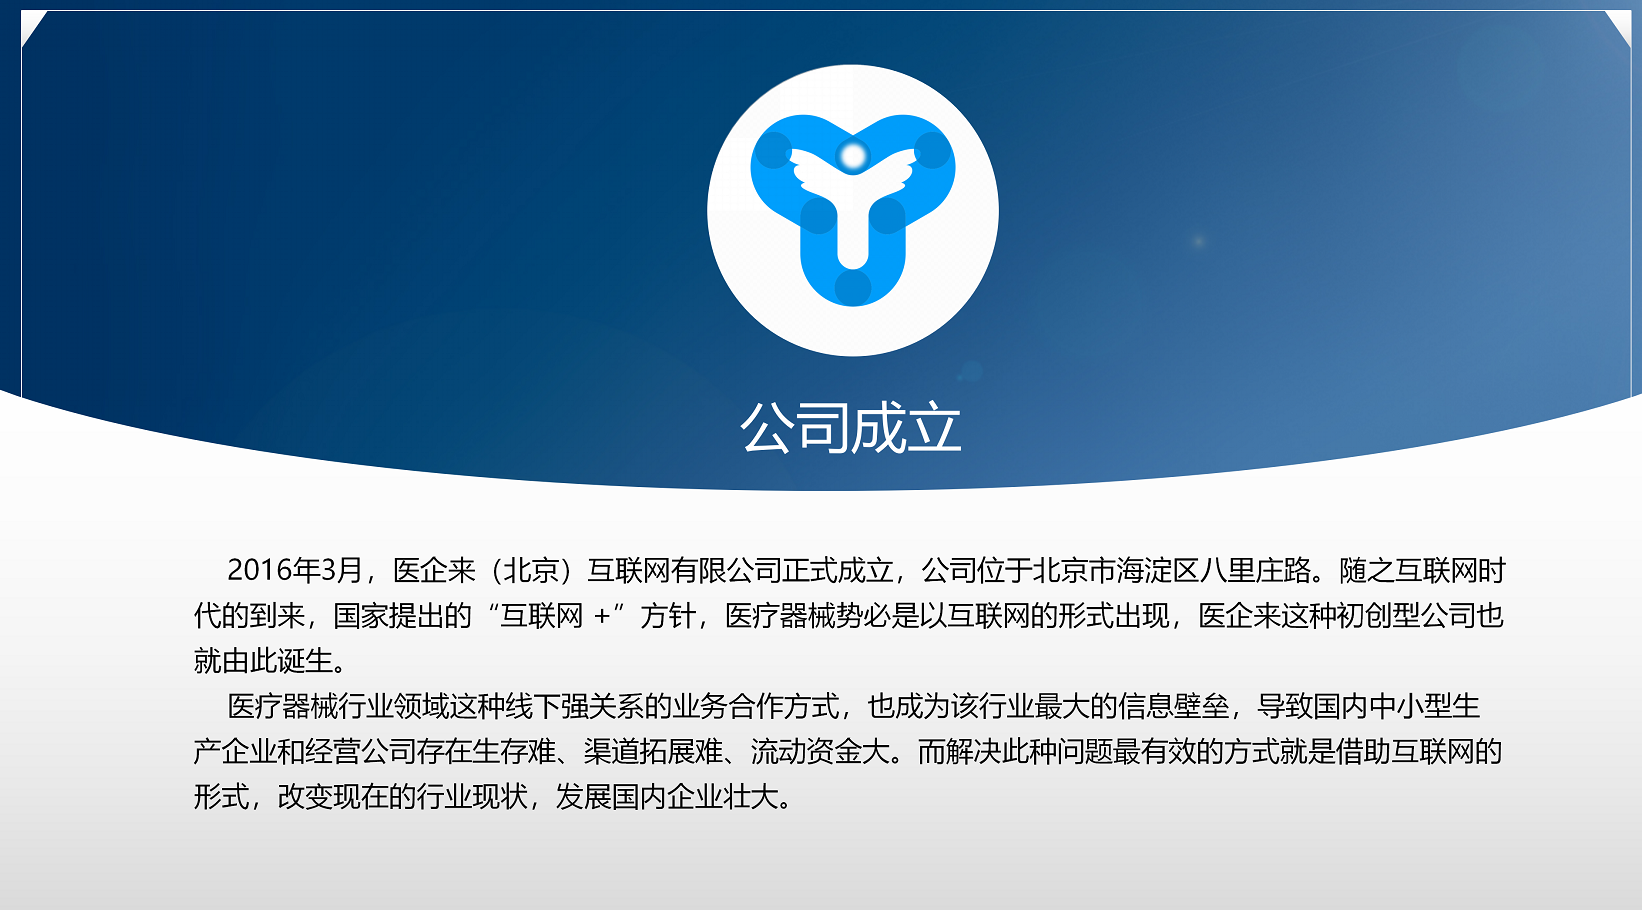 公司成立
2016年3月，医企来（北京）互联网有限公司正式成立，公司位于北京市海淀区八里庄路。随之互联网时
代的到来，国家提出的“互联网 +”方针，医疗器械势必是以互联网的形式出现，医企来这种初创型公司也
就由此诞生。
医疗器械行业领域这种线下强关系的业务合作方式，也成为该行业最大的信息壁垒，导致国内中小型生
产企业和经营公司存在生存难、渠道拓展难、流动资金大。而解决此种问题最有效的方式就是借助互联网的
形式，改变现在的行业现状，发展国内企业壮大。